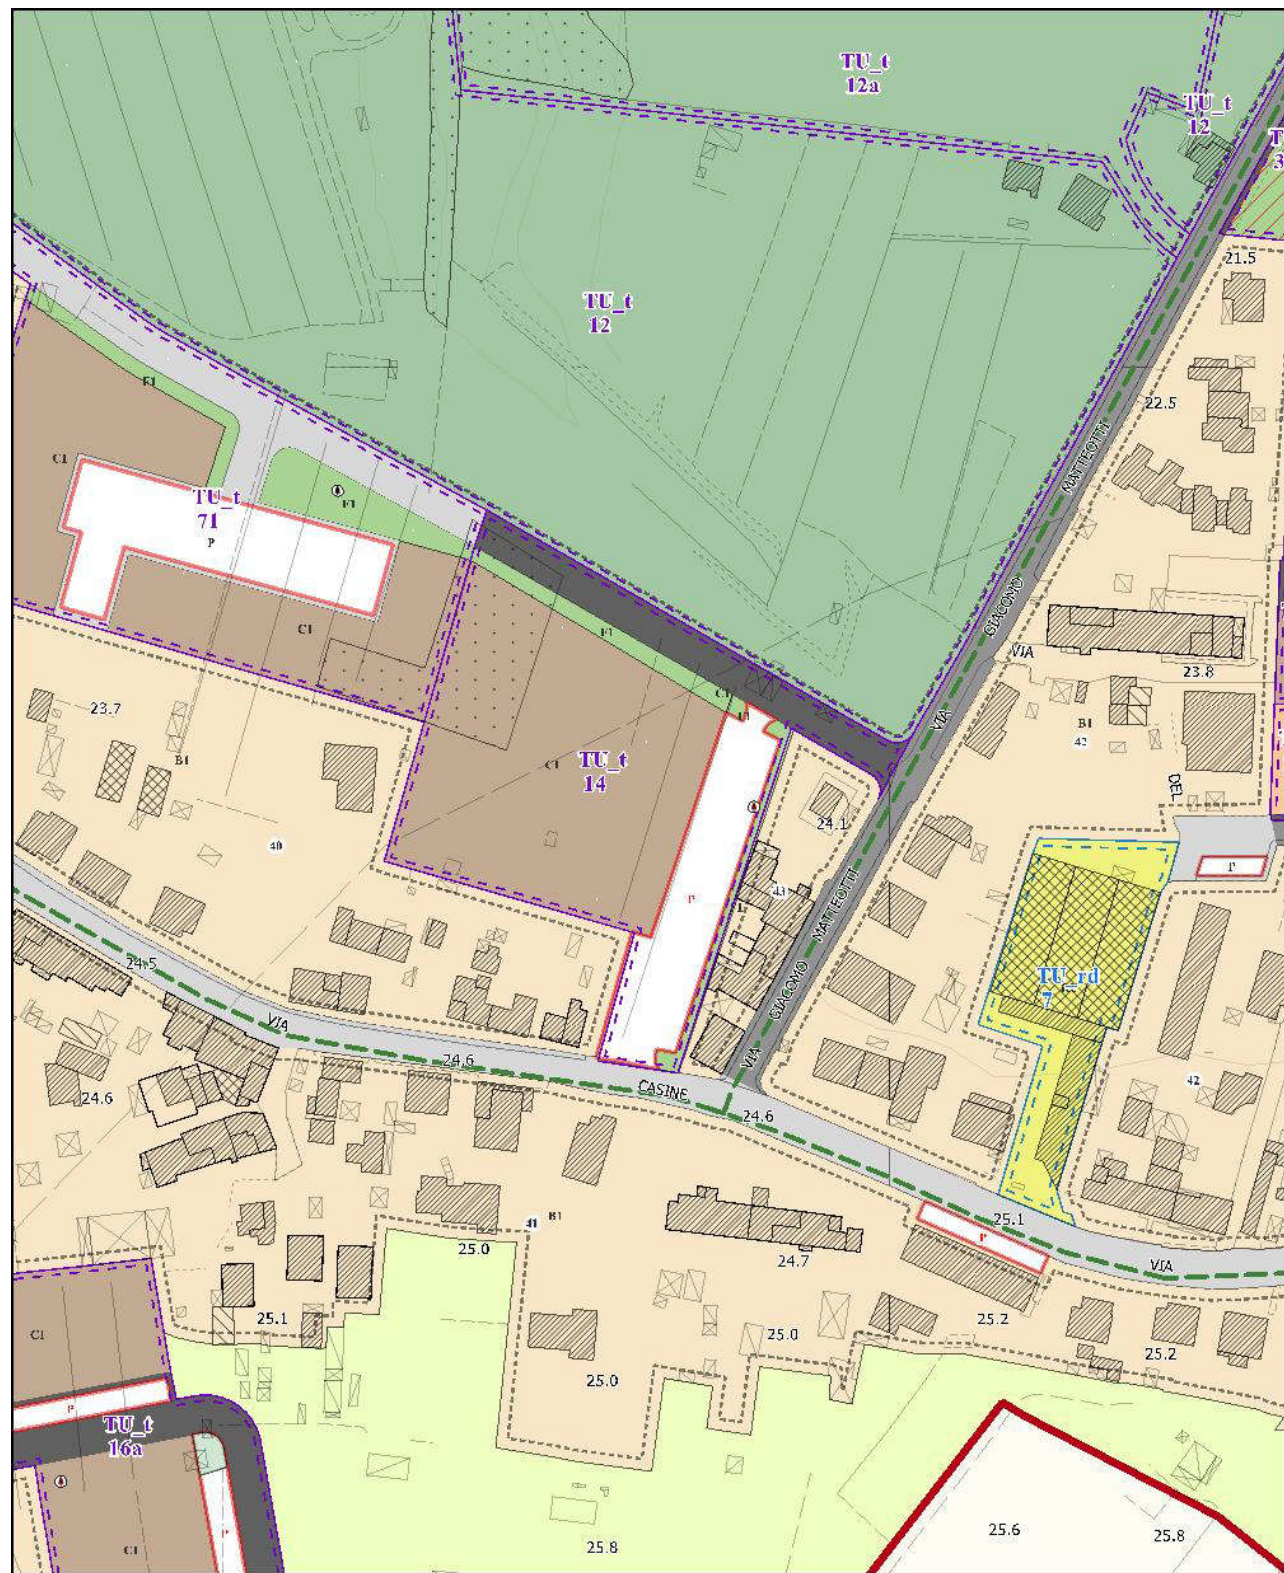 TU_t
12a
TU_t
12
T
3
21.5
TU_t
12
22.5
VIA GIACOMO MATTEOTTI
F1
C1
TU_t
71
F1
P
C1
F1
VIA
23.8
23.7
B1
B1
42
C1
DEL
TU_t
14
C1
24.1
40
P
43
P
24.5
TU_rd
7
VIA GIACOMO MATTEOTTI
VIA
24.6
CASINE
24.6
24.6
42
41
B1
25.0
25.1
P
24.7
VIA
25.1
25.2
25.0
25.2
C1
25.0
P
TU_t
16a
25.6
25.8
P
C1
25.8